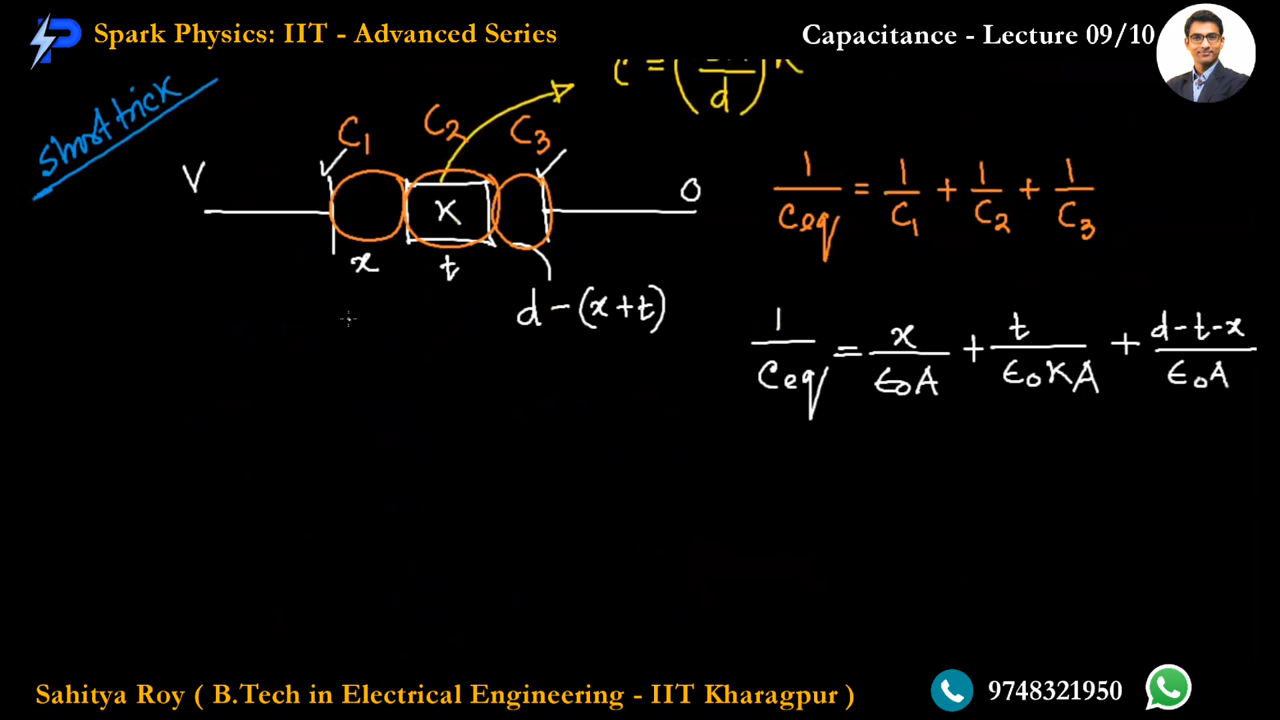 Spark Physics: IIT - Advanced Series
Capacitance - Lecture 09/10
Short trick
C1 C2 C3
V K 0
x t
d - (x + t)
1/Ceq = 1/C1 + 1/C2 + 1/C3
1/Ceq = x/ϵ0A + t/ϵ0KA + d-t-x/ϵ0A
Sahitya Roy ( B.Tech in Electrical Engineering - IIT Kharagpur )
9748321950